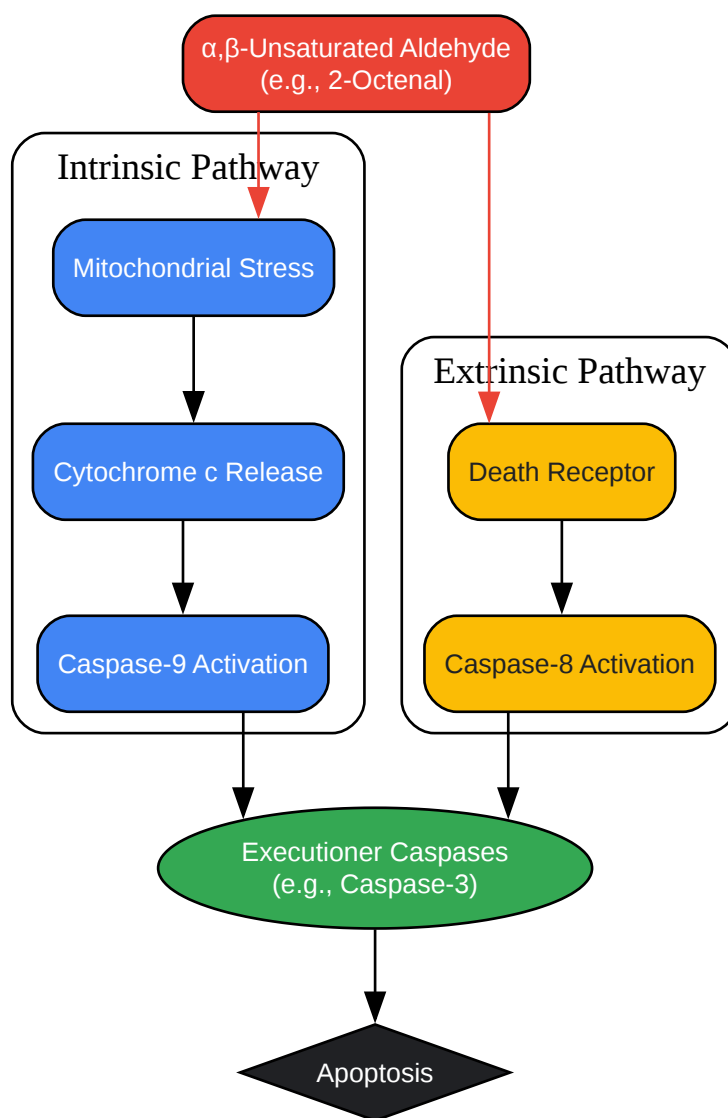 α,β-Unsaturated Aldehyde
(e.g., 2-Octenal)
Intrinsic Pathway
Mitochondrial Stress
Cytochrome c Release
Caspase-9 Activation
Extrinsic Pathway
Death Receptor
Caspase-8 Activation
Executioner Caspases
(e.g., Caspase-3)
Apoptosis